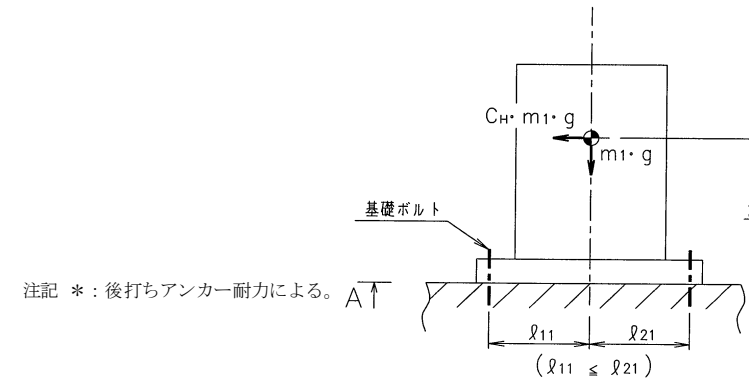 CH・m1・g
m1・g
基礎ボルト
注記 *：後打ちアンカー耐力による。
A
ℓ11
ℓ21
(ℓ11 ≦ ℓ21)